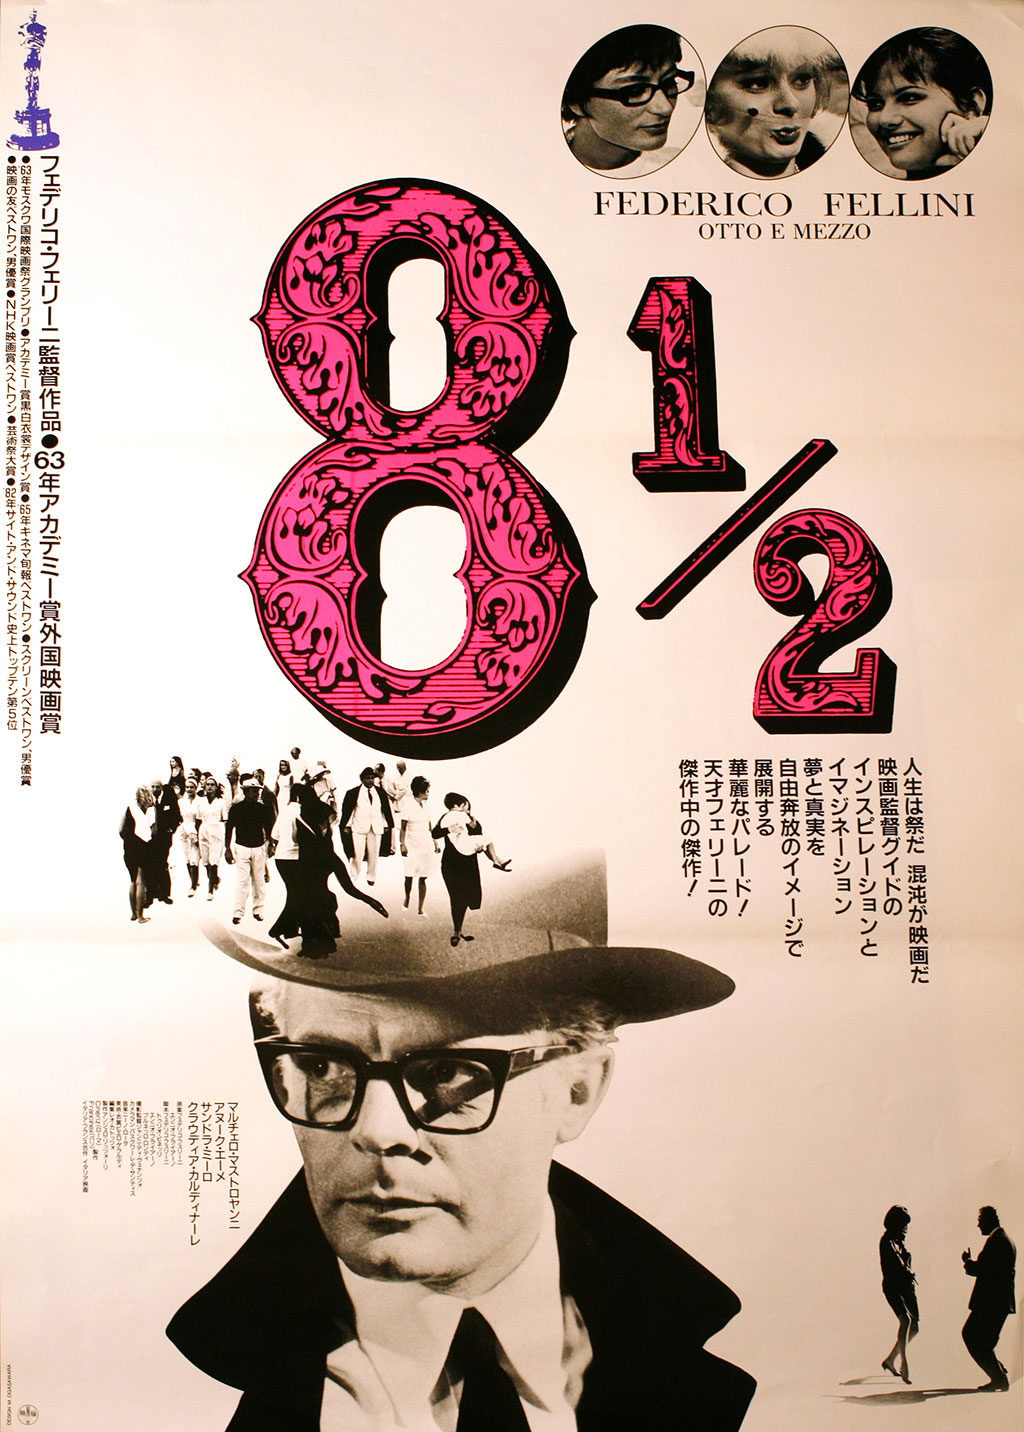 フェデリコ・フェリーニ監督作品●63年アカデミー賞外国映画賞
●'63年モスクワ国際映画祭グランプリ●アカデミー賞黒白衣裳デザイン賞●'65年キネマ旬報ベストワン●スクリーンベストワン、男優賞
●映画の友ベストワン、男優賞●NHK映画賞ベストワン●芸術祭大賞●'82年サイト・アンド・サウンド史上トップテン第5位
FEDERICO FELLINI
OTTO E MEZZO
8 1/2
人生は祭だ 混沌が映画だ
映画監督グイドの
インスピレーションと
イマジネーション
夢と真実を
自由奔放のイメージで
展開する
華麗なパレード!
天才フェリーニの
傑作中の傑作!
マルチェロ・マストロヤンニ
アヌーク・エーメ
サンドラ・ミーロ
クラウディア・カルディナーレ
DESIGN: M. OGASAWARA